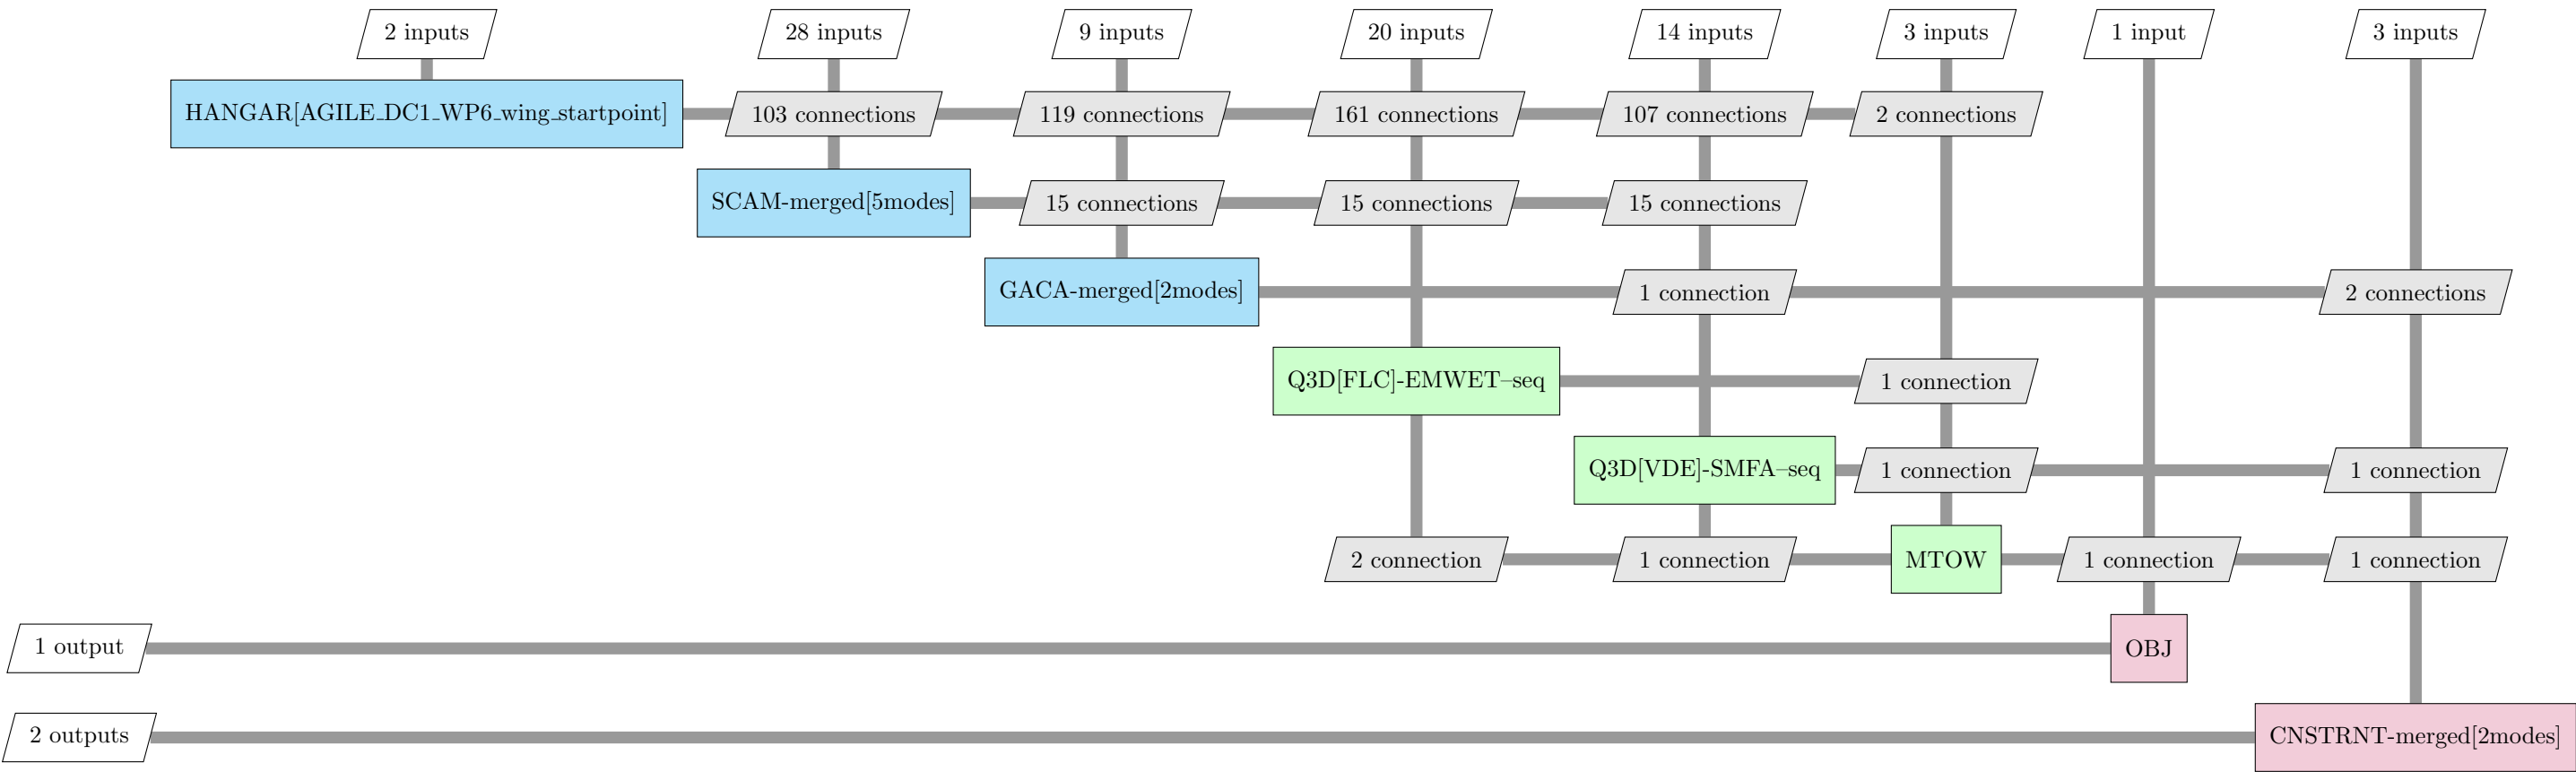 2 inputs
28 inputs
9 inputs
20 inputs
14 inputs
3 inputs
1 input
3 inputs
HANGAR[AGILE_DC1_WP6_wing_startpoint]
103 connections
119 connections
161 connections
107 connections
2 connections
SCAM-merged[5modes]
15 connections
15 connections
15 connections
GACA-merged[2modes]
1 connection
2 connections
Q3D[FLC]-EMWET–seq
1 connection
Q3D[VDE]-SMFA–seq
1 connection
1 connection
2 connection
1 connection
MTOW
1 connection
1 connection
1 output
OBJ
2 outputs
CNSTRNT-merged[2modes]